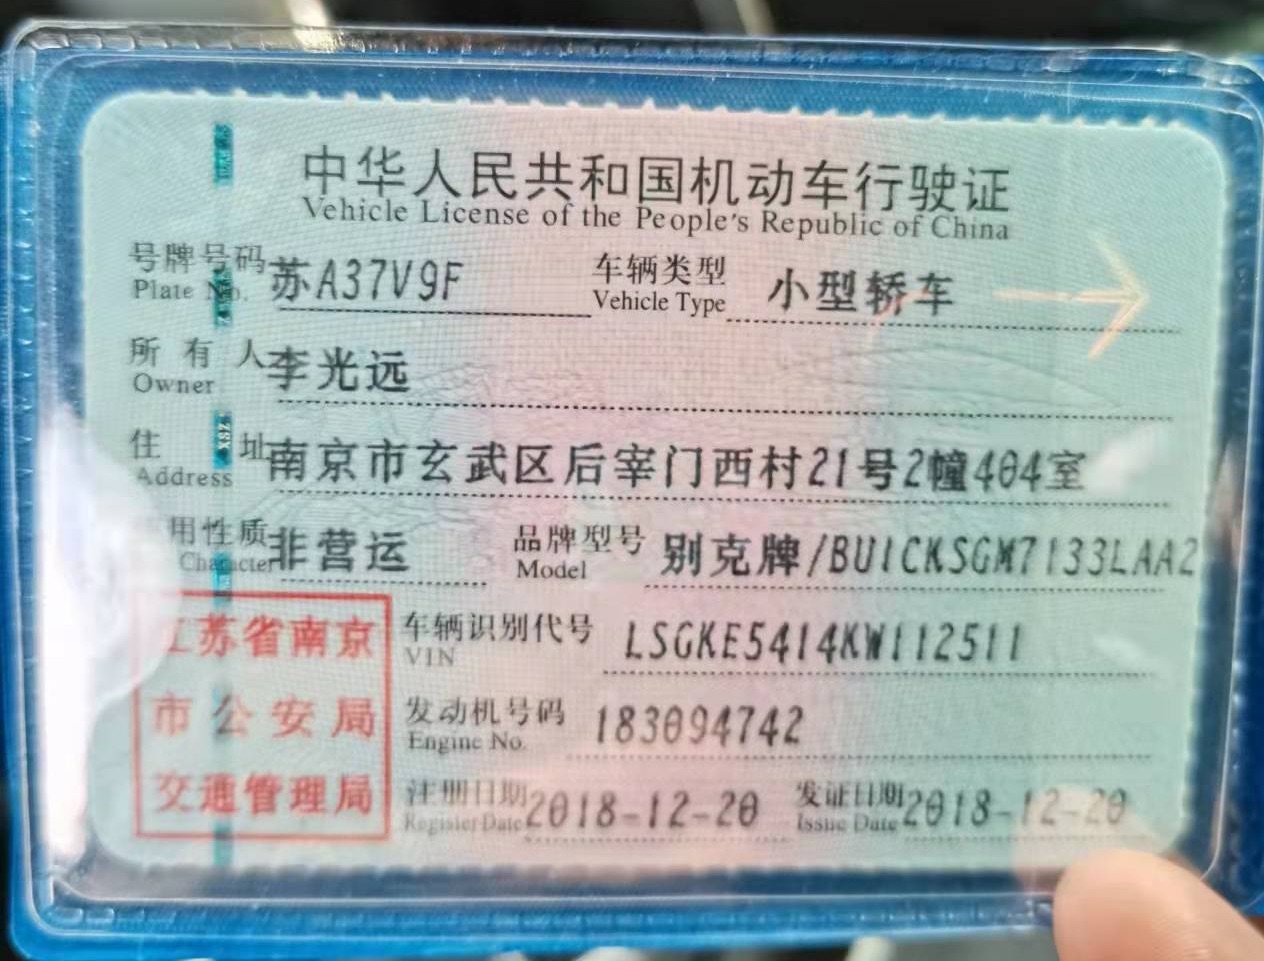 中华人民共和国机动车行驶证
Vehicle License of the People's Republic of China
号牌号码 苏A37V9F 车辆类型 小型轿车
Plate No. Vehicle Type
所有人 李光远
Owner
住址 南京市玄武区后宰门西村21号2幢404室
Address
用性质 非营运 品牌型号 别克牌/BUICKSGM7133LAA2
Character Model
车辆识别代号 LSGKE5414KW112511
VIN
发动机号码 183094742
Engine No.
注册日期 2018-12-20 发证日期 2018-12-20
Register Date Issue Date
江苏省南京
市公安局
交通管理局